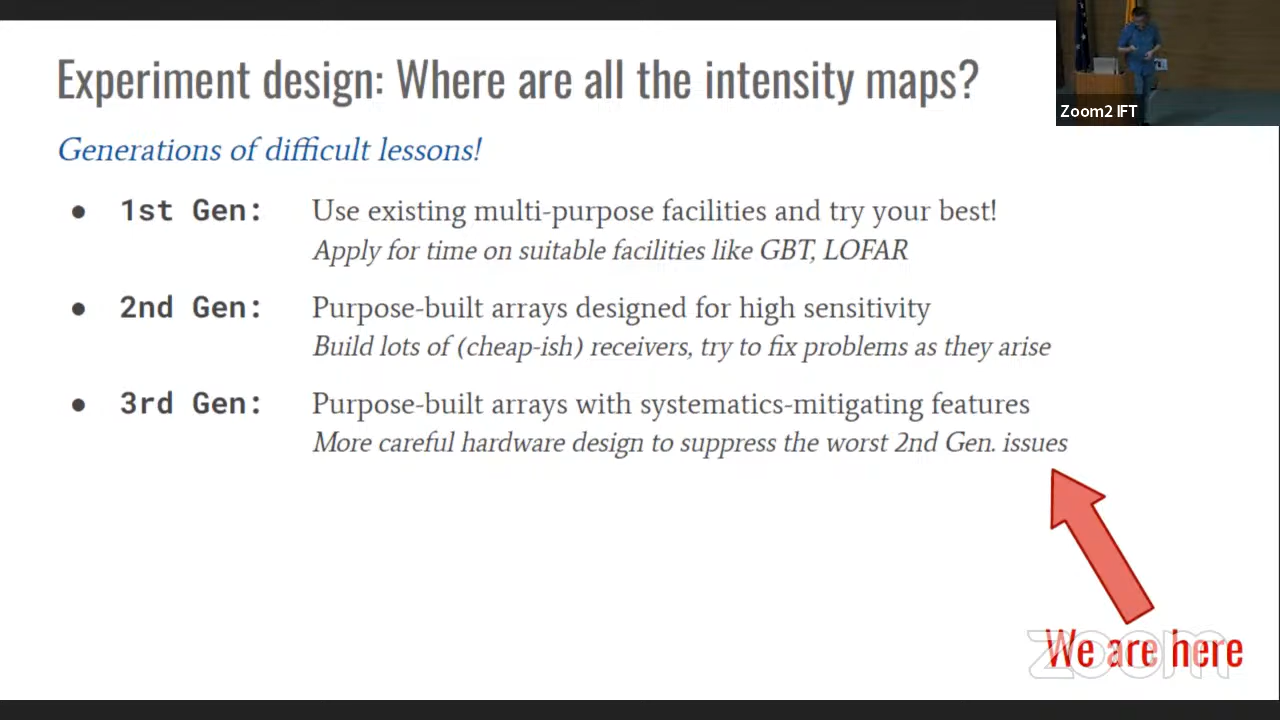 Experiment design: Where are all the intensity maps?
Zoom2 IFT
Generations of difficult lessons!
● 1st Gen: Use existing multi-purpose facilities and try your best!
Apply for time on suitable facilities like GBT, LOFAR
● 2nd Gen: Purpose-built arrays designed for high sensitivity
Build lots of (cheap-ish) receivers, try to fix problems as they arise
● 3rd Gen: Purpose-built arrays with systematics-mitigating features
More careful hardware design to suppress the worst 2nd Gen. issues
We are here
zoom